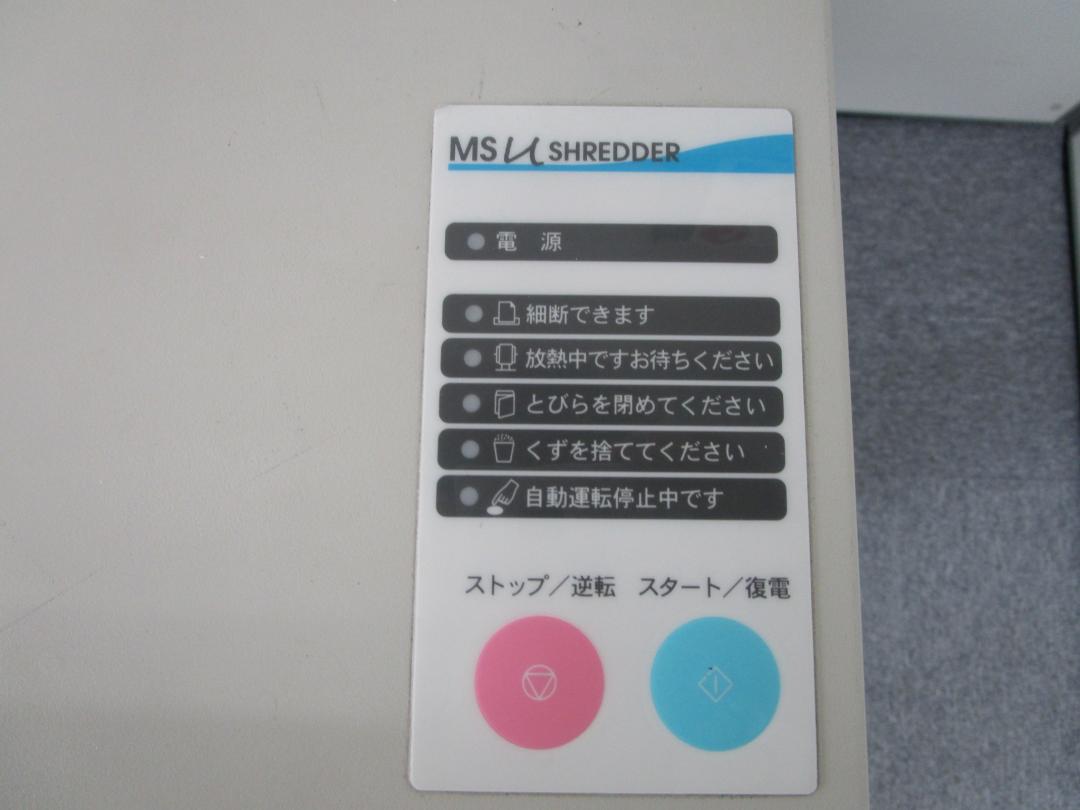 MS μ SHREDDER
電 源
細断できます
放熱中ですお待ちください
とびらを閉めてください
くずを捨ててください
自動運転停止中です
ストップ／逆転 スタート／復電